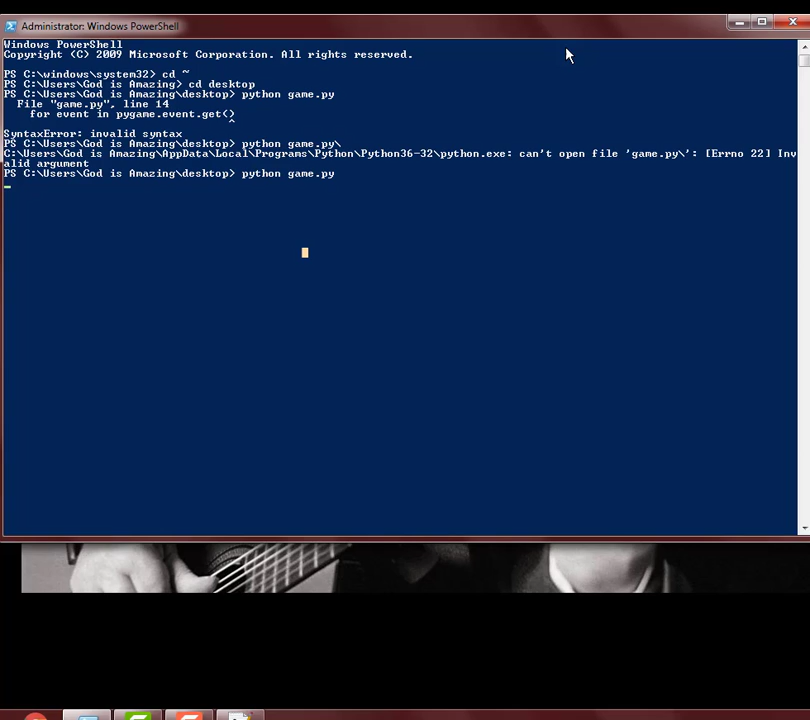 Administrator: Windows PowerShell
Windows PowerShell
Copyright (C) 2009 Microsoft Corporation. All rights reserved.
PS C:\windows\system32> cd ~
PS C:\Users\God is Amazing> cd desktop
PS C:\Users\God is Amazing\desktop> python game.py
File "game.py", line 14
for event in pygame.event.get()
^
SyntaxError: invalid syntax
PS C:\Users\God is Amazing\desktop> python game.py\
C:\Users\God is Amazing\AppData\Local\Programs\Python\Python36-32\python.exe: can't open file 'game.py\': [Errno 22] Inv
alid argument
PS C:\Users\God is Amazing\desktop> python game.py